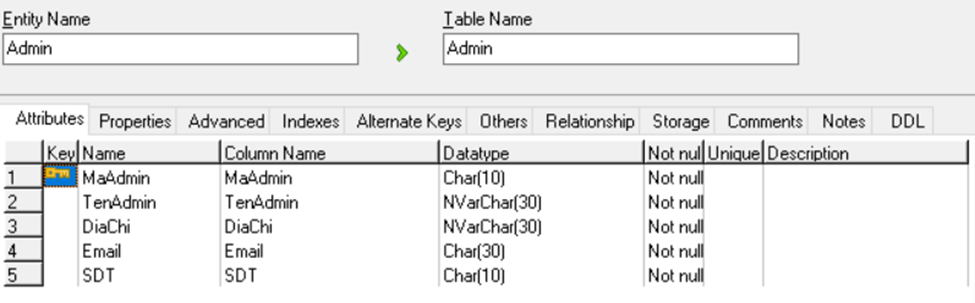 Entity Name Table Name
Admin Admin
Attributes Properties Advanced Indexes Alternate Keys Others Relationship Storage Comments Notes DDL
Key Name Column Name Datatype Not nul Unique Description
1 MaAdmin MaAdmin Char(10) Not null
2 TenAdmin TenAdmin NVarChar(30) Not null
3 DiaChi DiaChi NVarChar(30) Not null
4 Email Email Char(30) Not null
5 SDT SDT Char(10) Not null